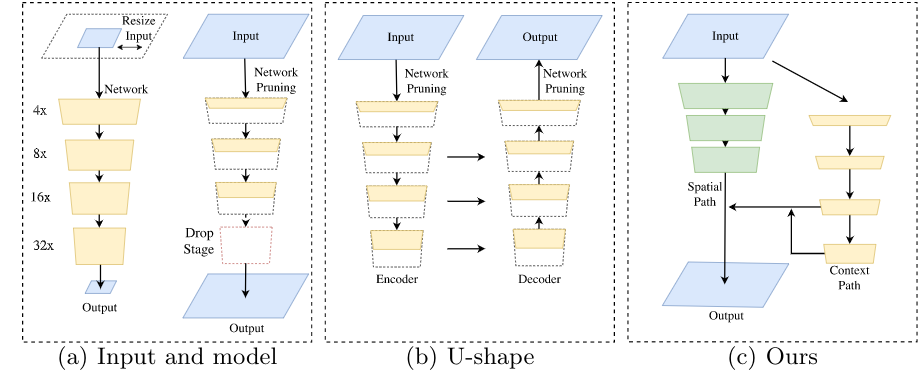 Resize
Input
Network
4x
8x
16x
32x
Output
Input
Network
Pruning
Drop
Stage
Output
(a) Input and model
Input
Network
Pruning
Encoder
Output
Network
Pruning
Decoder
(b) U-shape
Input
Spatial
Path
Context
Path
Output
(c) Ours